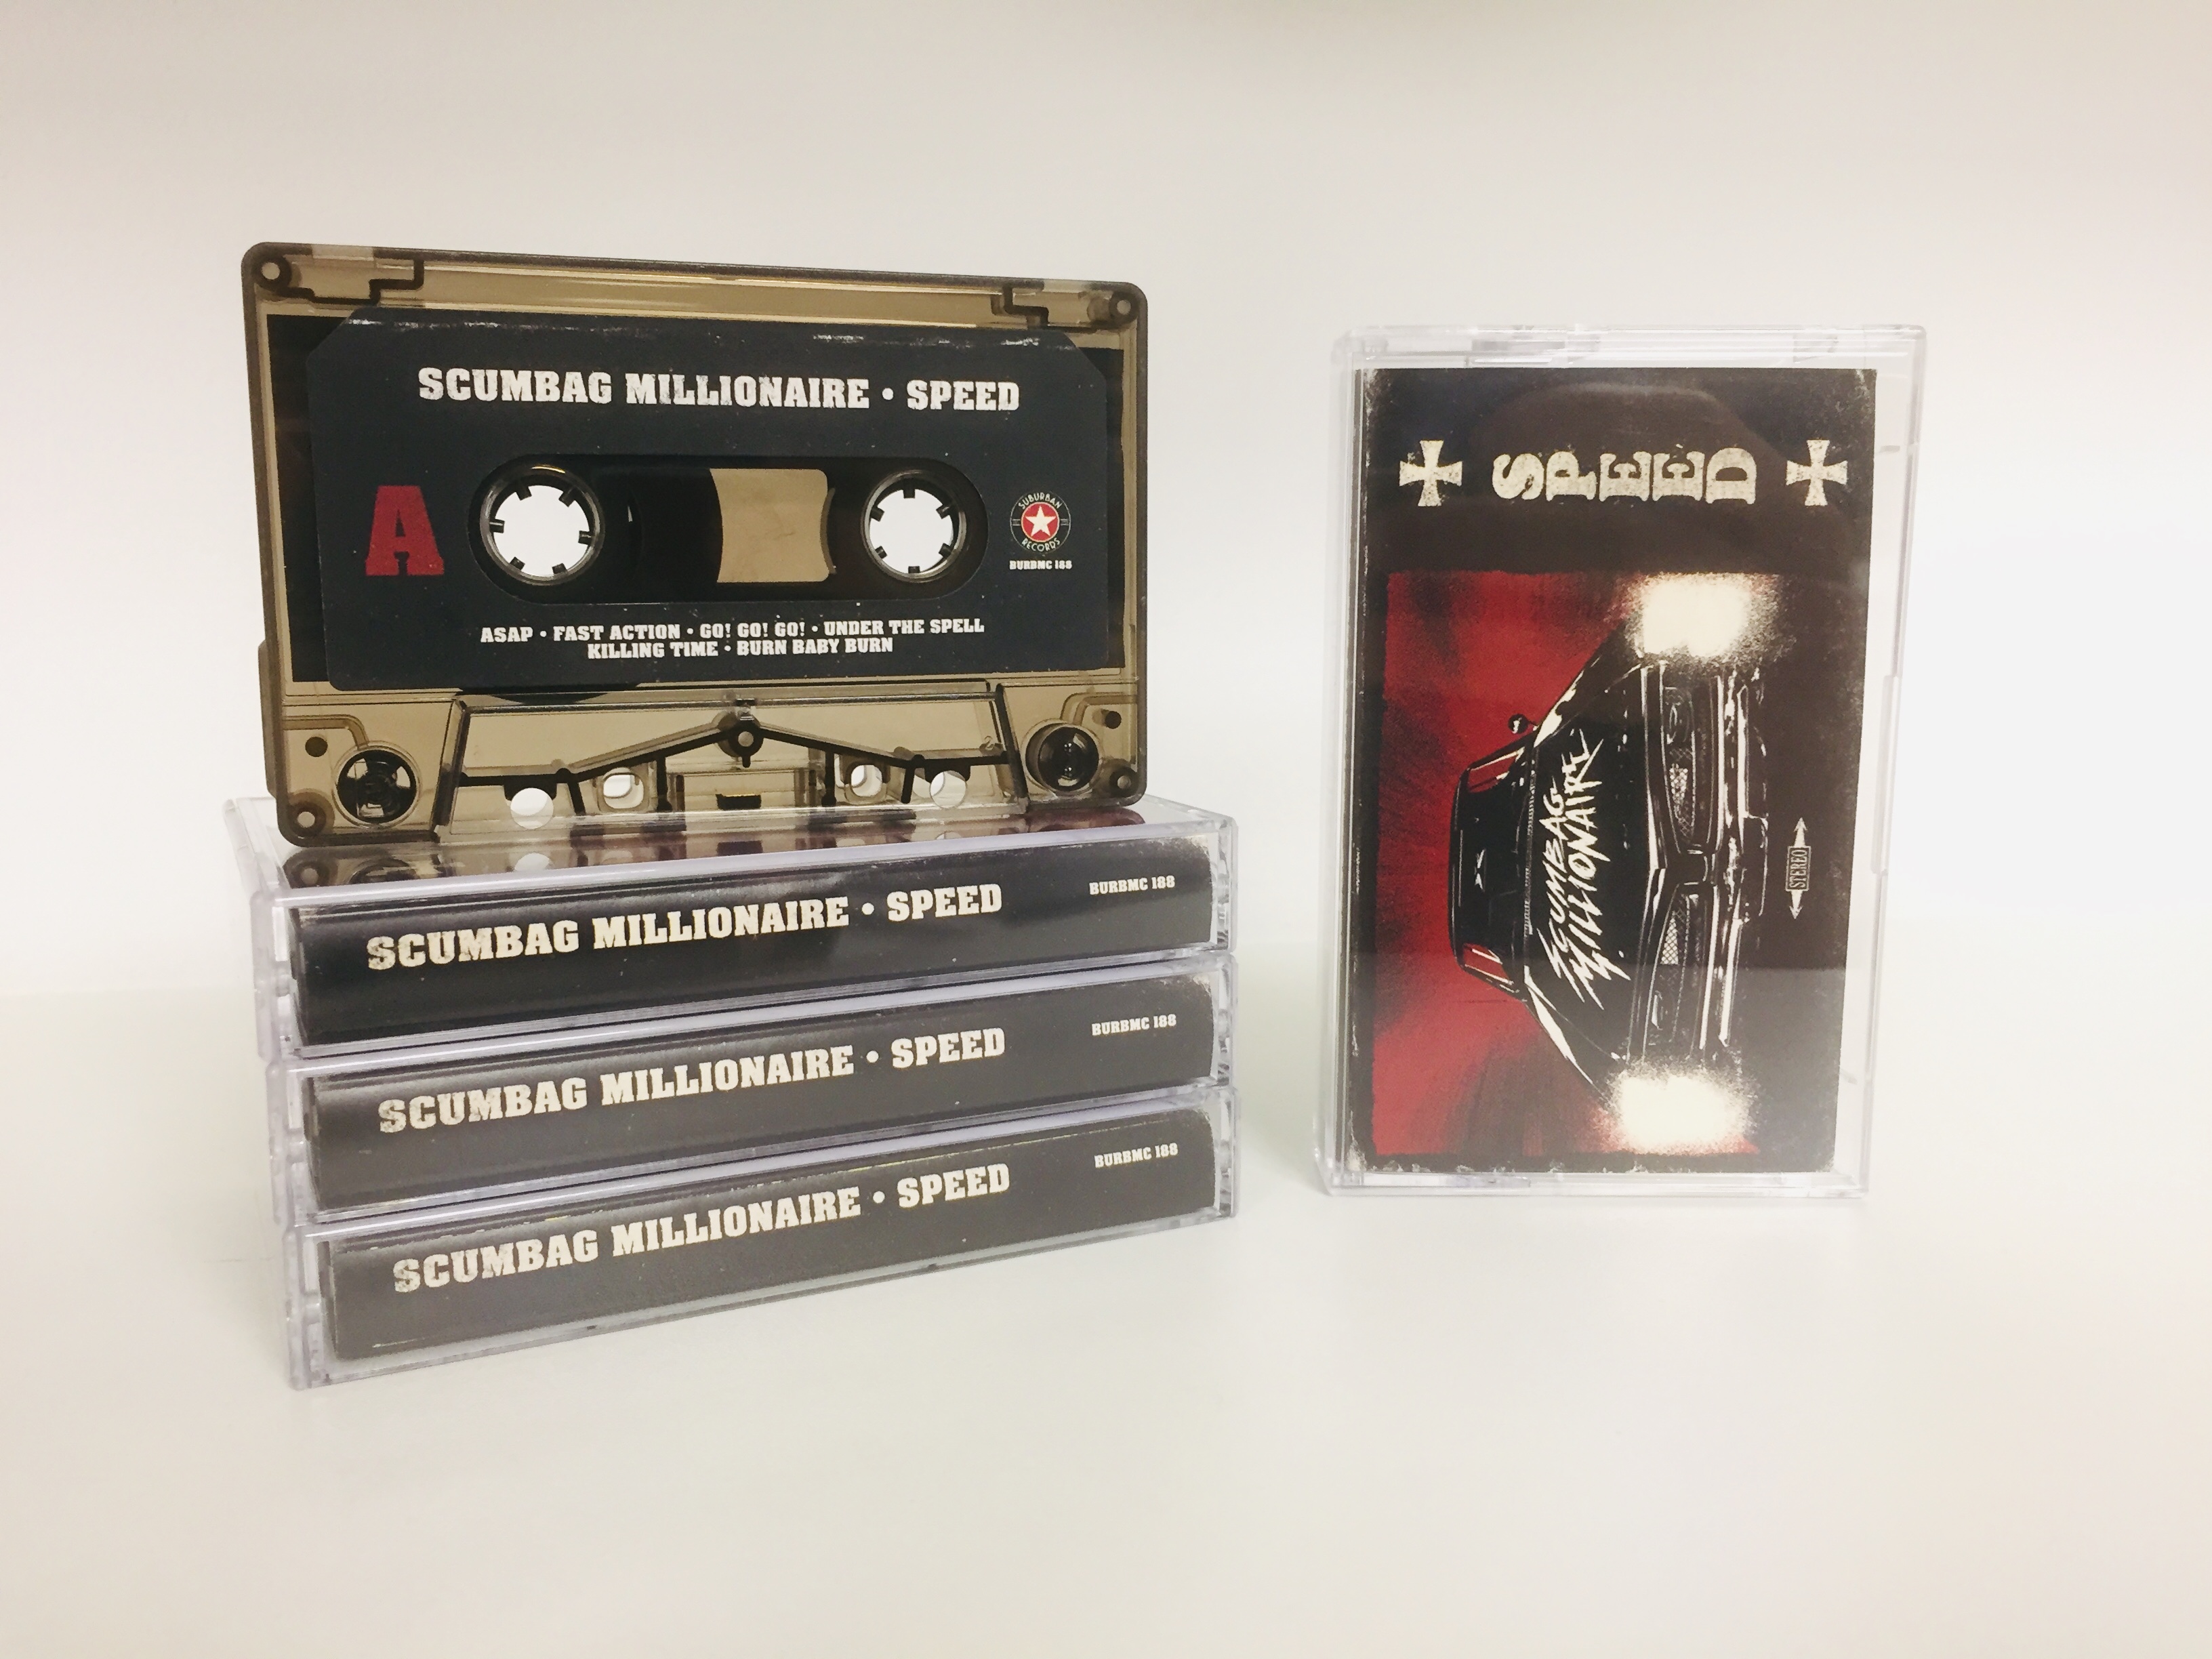 SCUMBAG MILLIONAIRE • SPEED
A
SUBURBAN
RECORDS
BURBMC 188
ASAP • FAST ACTION • GO! GO! GO! • UNDER THE SPELL
KILLING TIME • BURN BABY BURN
SCUMBAG MILLIONAIRE • SPEED BURBMC 188
SCUMBAG MILLIONAIRE • SPEED BURBMC 188
SCUMBAG MILLIONAIRE • SPEED BURBMC 188
SPEED
SCUMBAG
MILLIONAIRE
STEREO